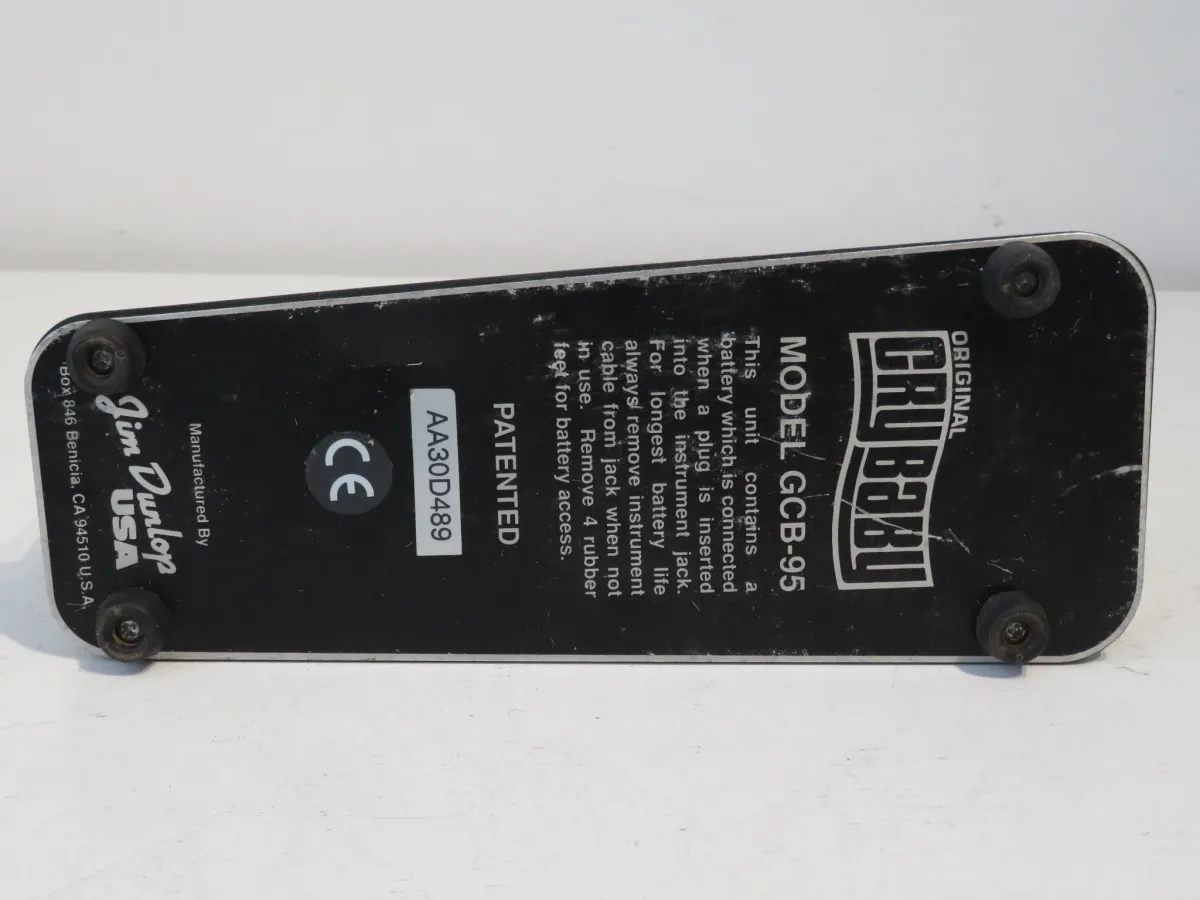 ORIGINAL
CRY BABY
MODEL GCB-95
This unit contains a
battery which is connected
when a plug is inserted
into the instrument jack.
For longest battery life
always remove instrument
cable from jack when not
in use. Remove 4 rubber
feet for battery access.
PATENTED
AA30D489
CE
Manufactured By
Jim Dunlop
USA
Box 846 Benicia, CA 94510 U.S.A.